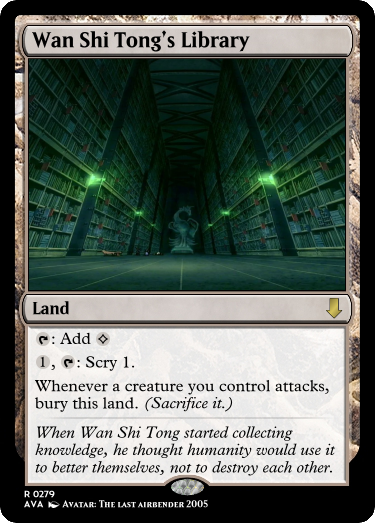 Wan Shi Tong's Library
Land
: Add
1, : Scry 1.
Whenever a creature you control attacks,
bury this land. (Sacrifice it.)
When Wan Shi Tong started collecting
knowledge, he thought humanity would use it
to better themselves, not to destroy each other.
R 0279
AVA Avatar: The last airbender 2005